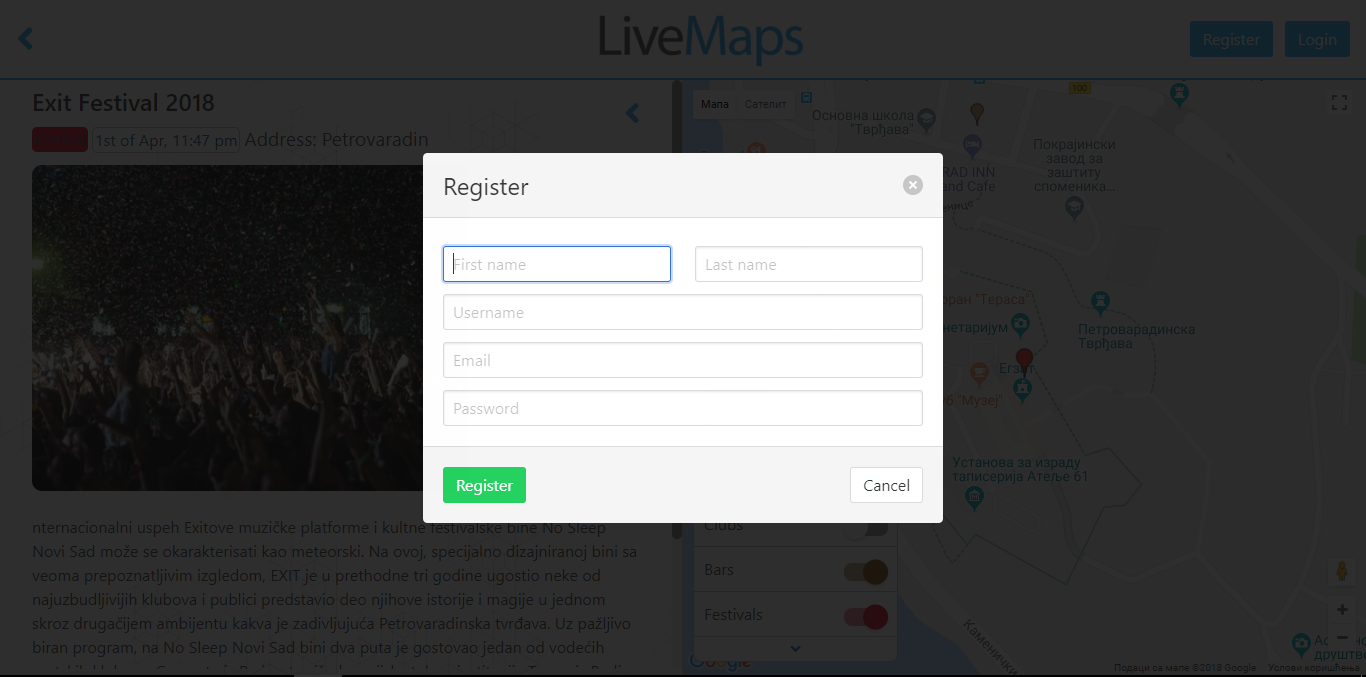 LiveMaps
Register
Login
Exit Festival 2018
1st of Apr, 11:47 pm
Address: Petrovaradin
Register
First name
Last name
Username
Email
Password
Register
Cancel
nternacionalni uspeh Exitove muzičke platforme i kultne festivalske bine No Sleep
Novi Sad može se okarakterisati kao meteorski. Na ovoj, specijalno dizajniranoj bini sa
veoma prepoznatljivim izgledom, EXIT je u prethodne tri godine ugostio neke od
najuzbudljivijih klubova i publici predstavio deo njihove istorije i magije u jednom
skroz drugačijem ambijentu kakva je zadivljujuća Petrovaradinska tvrđava. Uz pažljivo
biran program, na No Sleep Novi Sad bini dva puta je gostovao jedan od vodećih
Мапа
Сателит
100
Основна школа
"Тврђава"
RAD INN
and Cafe
Покрајински
завод за
заштиту
споменика...
оран "Тераса"
нетаријум
Петроварадинска
Тврђава
Егзит
б "Музеј"
Установа за израду
таписерија Атеље 61
Clubs
Bars
Festivals
Google
Каменички
друштво
Подаци са мапе ©2018 Google
Услови коришћења